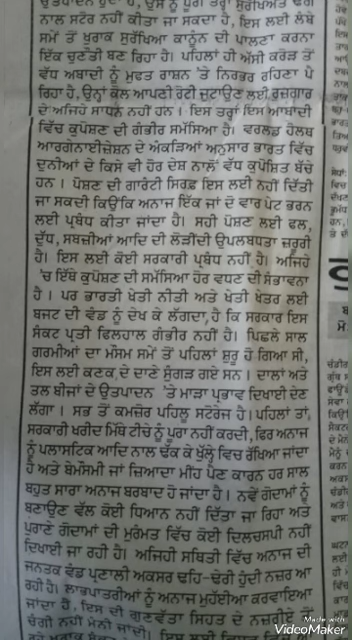 ਨਾਲ ਸਟੋਰ ਨਹੀਂ ਕੀਤਾ ਜਾ ਸਕਦਾ ਹੈ, ਇਸ ਲਈ ਲੰਬੇ
ਸਮੇਂ ਤੋਂ ਖੁਰਾਕ ਸੁਰੱਖਿਆ ਕਾਨੂੰਨ ਦੀ ਪਾਲਣਾ ਕਰਨਾ
ਇੱਕ ਚੁਣੌਤੀ ਬਣ ਰਿਹਾ ਹੈ। ਪਹਿਲਾਂ ਹੀ ਅੱਸੀ ਕਰੋੜ ਤੋਂ
ਵੱਧ ਅਬਾਦੀ ਨੂੰ ਮੁਫਤ ਰਾਸ਼ਨ 'ਤੇ ਨਿਰਭਰ ਰਹਿਣਾ ਪੈ
ਰਿਹਾ ਹੈ, ਉਨ੍ਹਾਂ ਕੋਲ ਆਪਣੀ ਰੋਟੀ ਜੁਟਾਉਣ ਲਈ ਰੁਜ਼ਗਾਰ
ਦੇ ਅਜਿਹੇ ਸਾਧਨ ਨਹੀਂ ਹਨ। ਇਸ ਤਰ੍ਹਾਂ ਇਸ ਆਬਾਦੀ
ਵਿੱਚ ਕੁਪੋਸ਼ਣ ਦੀ ਗੰਭੀਰ ਸਮੱਸਿਆ ਹੈ। ਵਰਲਡ ਹੈਲਥ
ਆਰਗੇਨਾਈਜ਼ੇਸ਼ਨ ਦੇ ਅੰਕੜਿਆਂ ਅਨੁਸਾਰ ਭਾਰਤ ਵਿੱਚ
ਦੁਨੀਆਂ ਦੇ ਕਿਸੇ ਵੀ ਹੋਰ ਦੇਸ਼ ਨਾਲੋਂ ਵੱਧ ਕੁਪੋਸ਼ਿਤ ਬੱਚੇ
ਹਨ। ਪੋਸ਼ਣ ਦੀ ਗਾਰੰਟੀ ਸਿਰਫ਼ ਇਸ ਲਈ ਨਹੀਂ ਦਿੱਤੀ
ਜਾ ਸਕਦੀ ਕਿਉਂਕਿ ਅਨਾਜ ਇੱਕ ਜਾਂ ਦੋ ਵਾਰ ਪੇਟ ਭਰਨ
ਲਈ ਪ੍ਰਬੰਧ ਕੀਤਾ ਜਾਂਦਾ ਹੈ। ਸਹੀ ਪੋਸ਼ਣ ਲਈ ਫਲ,
ਦੁੱਧ, ਸਬਜ਼ੀਆਂ ਆਦਿ ਦੀ ਲੋੜੀਂਦੀ ਉਪਲਬਧਤਾ ਜ਼ਰੂਰੀ
ਹੈ। ਇਸ ਲਈ ਕੋਈ ਸਰਕਾਰੀ ਪ੍ਰਬੰਧ ਨਹੀਂ ਹੈ। ਅਜਿਹੇ
'ਚ ਇੱਥੇ ਕੁਪੋਸ਼ਣ ਦੀ ਸਮੱਸਿਆ ਹੋਰ ਵਧਣ ਦੀ ਸੰਭਾਵਨਾ
ਹੈ। ਪਰ ਭਾਰਤੀ ਖੇਤੀ ਨੀਤੀ ਅਤੇ ਖੇਤੀ ਖੇਤਰ ਲਈ
ਬਜਟ ਦੀ ਵੰਡ ਨੂੰ ਦੇਖ ਕੇ ਲੱਗਦਾ,ਹੈ ਕਿ ਸਰਕਾਰ ਇਸ
ਸੰਕਟ ਪ੍ਰਤੀ ਫਿਲਹਾਲ ਗੰਭੀਰ ਨਹੀਂ ਹੈ। ਪਿਛਲੇ ਸਾਲ
ਗਰਮੀਆਂ ਦਾ ਮੌਸਮ ਸਮੇਂ ਤੋਂ ਪਹਿਲਾਂ ਸ਼ੁਰੂ ਹੋ ਗਿਆ ਸੀ,
ਇਸ ਲਈ ਕਣਕ,ਦੇ ਦਾਣੇ ਸੁੰਗੜ ਗਏ ਸਨ। ਦਾਲਾਂ ਅਤੇ
ਤੇਲ ਬੀਜਾਂ ਦੇ ਉਤਪਾਦਨ 'ਤੇ ਮਾੜਾ ਪ੍ਰਭਾਵ ਦਿਖਾਈ ਦੇਣ
ਲੱਗਾ। ਸਭ ਤੋਂ ਕਮਜ਼ੋਰ ਪਹਿਲੂ ਸਟੋਰੇਜ ਹੈ। ਪਹਿਲਾਂ ਤਾਂ
ਸਰਕਾਰੀ ਖਰੀਦ ਮਿੱਥੇ ਟੀਚੇ ਨੂੰ ਪੂਰਾ ਨਹੀਂ ਕਰਦੀ, ਫਿਰ ਅਨਾਜ
ਨੂੰ ਪਲਾਸਟਿਕ ਆਦਿ ਨਾਲ ਢੱਕ ਕੇ ਖੁੱਲ੍ਹੇ ਵਿਚ ਰੱਖਿਆ ਜਾਂਦਾ
ਹੈ ਅਤੇ ਬੇਮੌਸਮੀ ਜਾਂ ਜ਼ਿਆਦਾ ਮੀਂਹ ਪੈਣ ਕਾਰਨ ਹਰ ਸਾਲ
ਬਹੁਤ ਸਾਰਾ ਅਨਾਜ ਬਰਬਾਦ ਹੋ ਜਾਂਦਾ ਹੈ। ਨਵੇਂ ਗੋਦਾਮਾਂ ਨੂੰ
ਬਣਾਉਣ ਵੱਲ ਕੋਈ ਧਿਆਨ ਨਹੀਂ ਦਿੱਤਾ ਜਾ ਰਿਹਾ ਅਤੇ
ਪੁਰਾਣੇ ਗੋਦਾਮਾਂ ਦੀ ਮੁਰੰਮਤ ਵਿੱਚ ਕੋਈ ਦਿਲਚਸਪੀ ਨਹੀਂ
ਦਿਖਾਈ ਜਾ ਰਹੀ ਹੈ। ਅਜਿਹੀ ਸਥਿਤੀ ਵਿੱਚ ਅਨਾਜ ਦੀ
ਜਨਤਕ ਵੰਡ ਪ੍ਰਣਾਲੀ ਅਕਸਰ ਢਹਿ-ਢੇਰੀ ਹੁੰਦੀ ਨਜ਼ਰ ਆ
ਰਹੀ ਹੈ। ਲਾਭਪਾਤਰੀਆਂ ਨੂੰ ਅਨਾਜ ਮੁਹੱਈਆ ਕਰਵਾਇਆ
ਜਾਂਦਾ ਹੈ, ਇਸ ਦੀ ਗੁਣਵੱਤਾ ਸਿਹਤ ਦੇ ਨਜ਼ਰੀਏ ਤੋਂ
ਚੰਗੀ ਨਹੀਂ ਮੰਨੀ ਜਾਂਦੀ।
Made with
VideoMaker